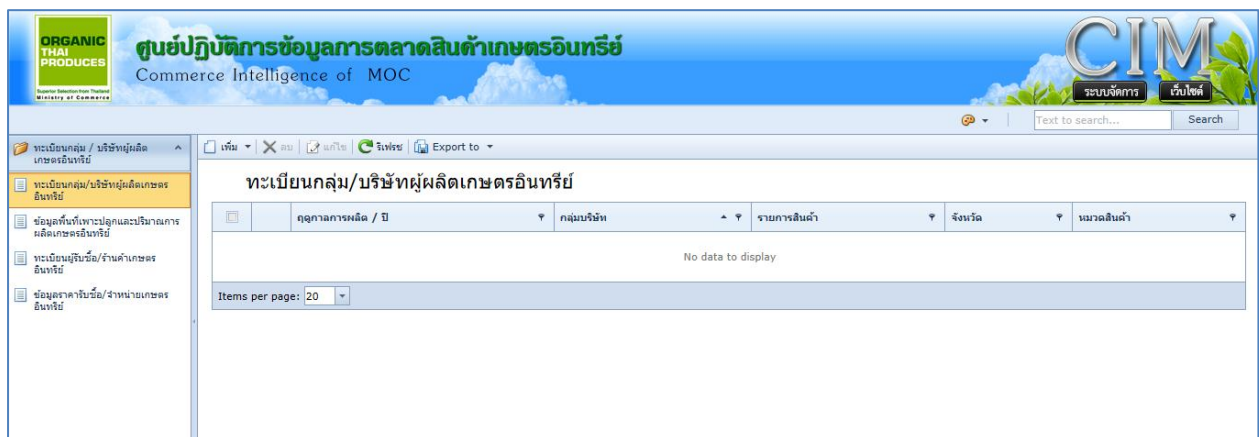 ORGANIC
THAI
PRODUCES
Superior Selection from Thailand
Ministry of Commerce
ศูนย์ปฏิบัติการข้อมูลการตลาดสินค้าเกษตรอินทรีย์
Commerce Intelligence of MOC
CIM
ระบบจัดการ เว็บไซต์
Text to search... Search
ทะเบียนกลุ่ม / บริษัทผู้ผลิต
เกษตรอินทรีย์
ทะเบียนกลุ่ม/บริษัทผู้ผลิตเกษตร
อินทรีย์
ข้อมูลพื้นที่เพาะปลูกและปริมาณการ
ผลิตเกษตรอินทรีย์
ทะเบียนผู้รับซื้อ/ร้านค้าเกษตร
อินทรีย์
ข้อมูลราคารับซื้อ/จำหน่ายเกษตร
อินทรีย์
เพิ่ม ลบ แก้ไข รีเฟรช Export to
ทะเบียนกลุ่ม/บริษัทผู้ผลิตเกษตรอินทรีย์
ฤดูกาลการผลิต / ปี กลุ่มบริษัท รายการสินค้า จังหวัด หมวดสินค้า
No data to display
Items per page: 20